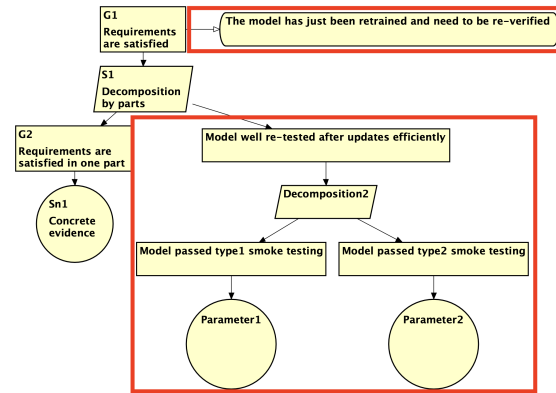 G1
Requirements
are satisfied
The model has just been retrained and need to be re-verified
S1
Decomposition
by parts
G2
Requirements are
satisfied in one part
Model well re-tested after updates efficiently
Sn1
Concrete
evidence
Decomposition2
Model passed type1 smoke testing
Model passed type2 smoke testing
Parameter1
Parameter2